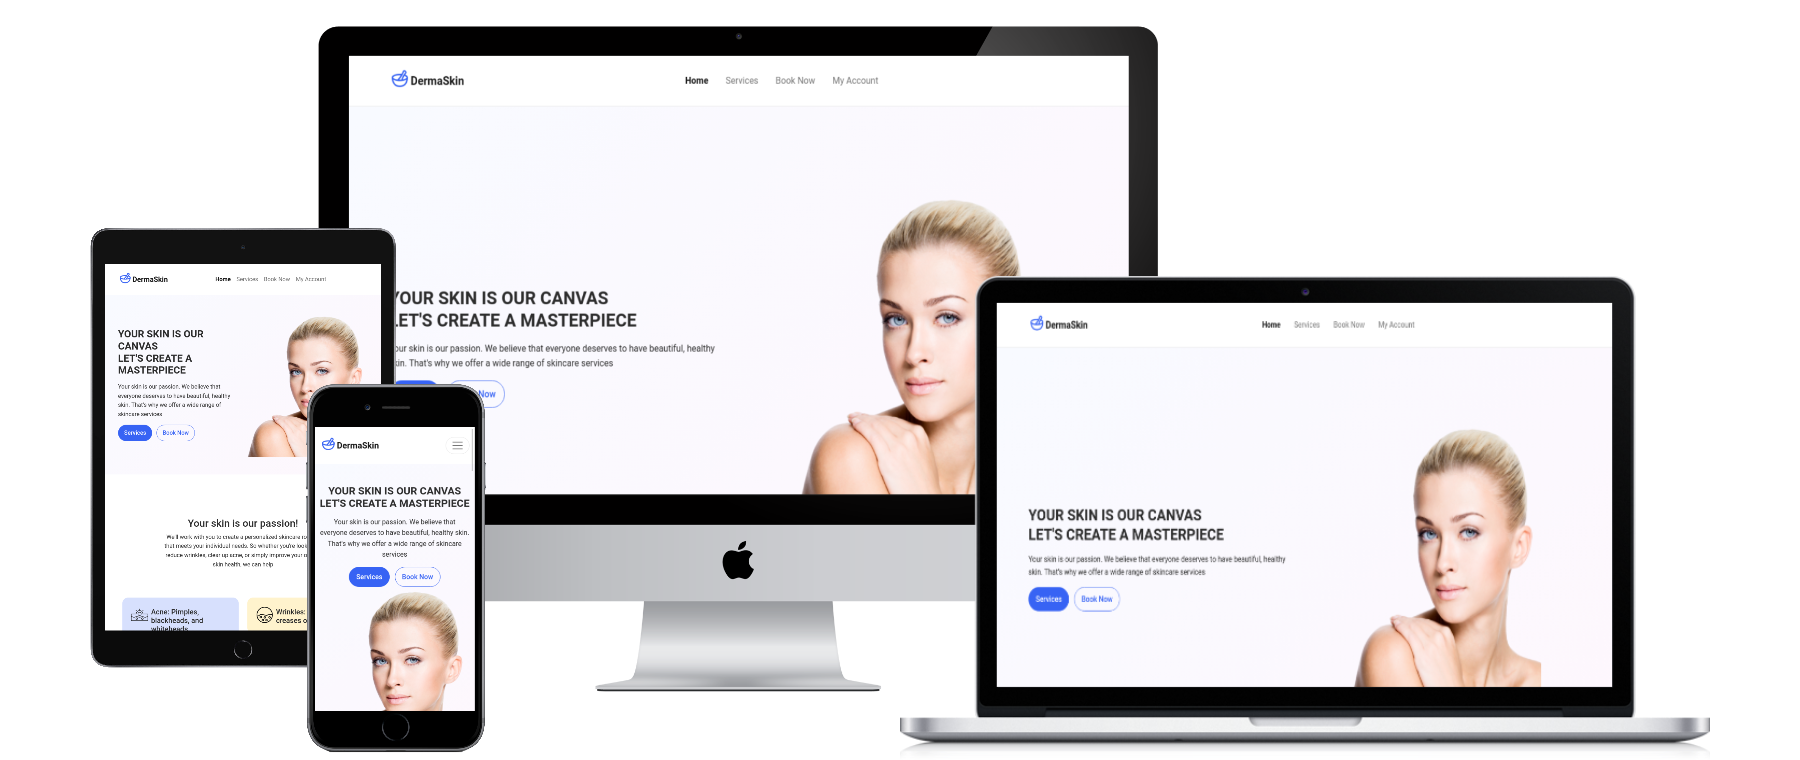 DermaSkin
Home Services Book Now My Account
YOUR SKIN IS OUR CANVAS
LET'S CREATE A MASTERPIECE
skin is our passion. We believe that everyone deserves to have beautiful, healthy
That's why we offer a wide range of skincare services
Now
DermaSkin
Home Services Book Now My Account
YOUR SKIN IS OUR
CANVAS
LET'S CREATE A
MASTERPIECE
Your skin is our passion. We believe that
everyone deserves to have beautiful, healthy
skin. That's why we offer a wide range of
skincare services
Services Book Now
Your skin is our passion!
We'll work with you to create a personalized skincare
that meets your individual needs. So whether you're
reduce wrinkles, clear up acne, or simply improve your
skin health, we can help
Acne: Pimples,
blackheads, and
whiteheads
Wrinkles:
creases
DermaSkin
YOUR SKIN IS OUR CANVAS
LET'S CREATE A MASTERPIECE
Your skin is our passion. We believe that
everyone deserves to have beautiful, healthy skin.
That's why we offer a wide range of skincare
services
Services Book Now
DermaSkin
Home Services Book Now My Account
YOUR SKIN IS OUR CANVAS
LET'S CREATE A MASTERPIECE
Your skin is our passion. We believe that everyone deserves to have beautiful, healthy
skin. That's why we offer a wide range of skincare services
Services Book Now